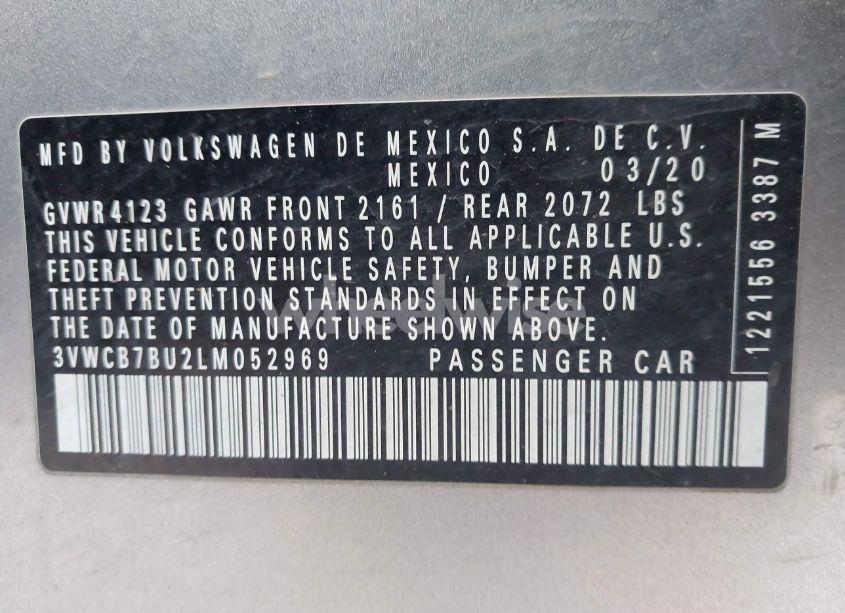 MFD BY VOLKSWAGEN DE MEXICO S.A. DE C.V.
MEXICO 03/20
GVWR4123 GAWR FRONT 2161 / REAR 2072 LBS
THIS VEHICLE CONFORMS TO ALL APPLICABLE U.S.
FEDERAL MOTOR VEHICLE SAFETY, BUMPER AND
THEFT PREVENTION STANDARDS IN EFFECT ON
THE DATE OF MANUFACTURE SHOWN ABOVE.
3VWCB7BU2LM052969 PASSENGER CAR
1221556 3387 M
wheelwise